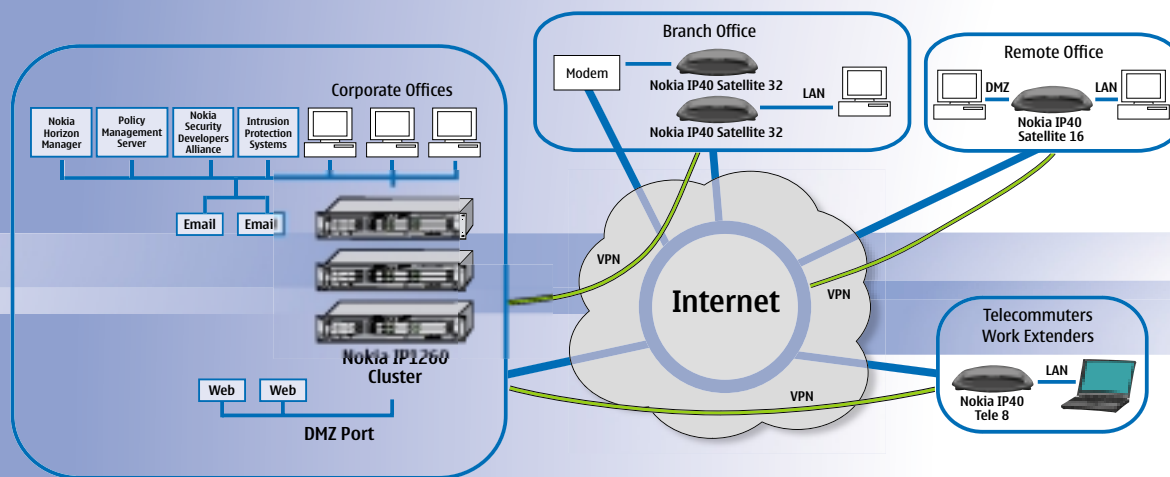 Corporate Offices
Nokia
Horizon
Manager
Policy
Management
Server
Nokia
Security
Developers
Alliance
Intrusion
Protection
Systems
Email
Email
Nokia IP1260
Cluster
Web
Web
DMZ Port
Branch Office
Modem
Nokia IP40 Satellite 32
LAN
Nokia IP40 Satellite 32
Remote Office
DMZ
LAN
Nokia IP40
Satellite 16
VPN
Internet
VPN
VPN
Telecommuters
Work Extenders
LAN
Nokia IP40
Tele 8